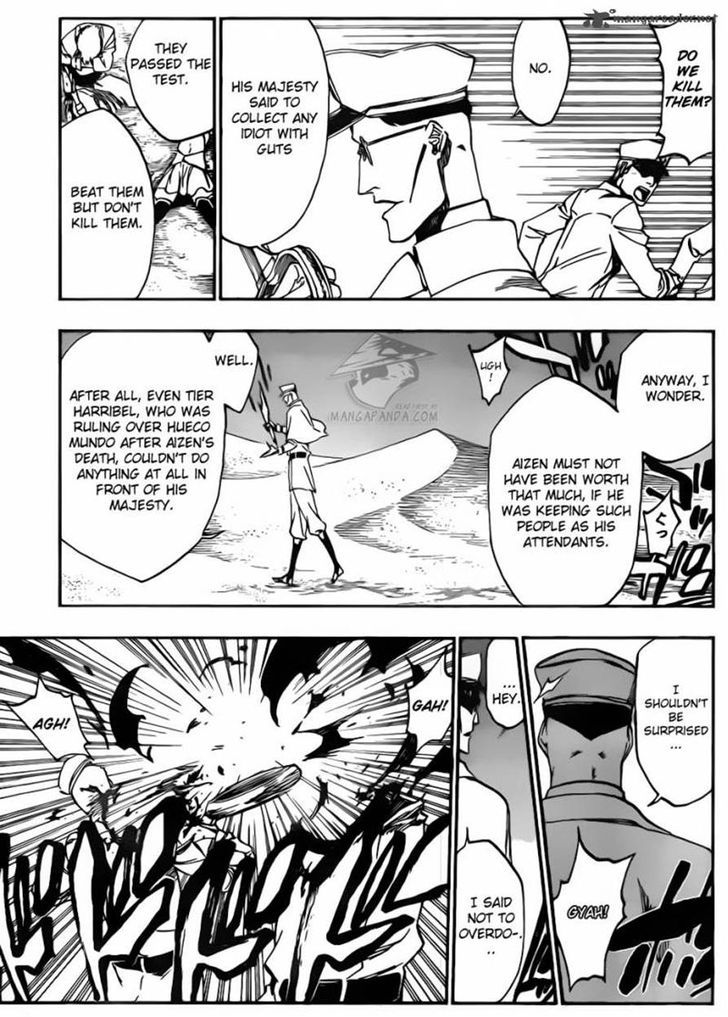 mangareader.net
DO
WE
KILL
THEM?
NO.
HIS MAJESTY
SAID TO
COLLECT ANY
IDIOT WITH
GUTS
THEY
PASSED THE
TEST.
BEAT THEM
BUT DON'T
KILL THEM.
ANYWAY, I
WONDER.
UGH
!
AIZEN MUST NOT
HAVE BEEN WORTH
THAT MUCH, IF HE
WAS KEEPING SUCH
PEOPLE AS HIS
ATTENDANTS.
WELL.
AFTER ALL, EVEN TIER
HARRIBEL, WHO WAS
RULING OVER HUECO
MUNDO AFTER AIZEN'S
DEATH, COULDN'T DO
ANYTHING AT ALL IN
FRONT OF HIS
MAJESTY.
MANGAPANDA.COM
I
SHOULDN'T
BE
SURPRISED
...
GYAH!
...
HEY.
I SAID
NOT TO
OVERDO-.
..
GAH!
AGH!